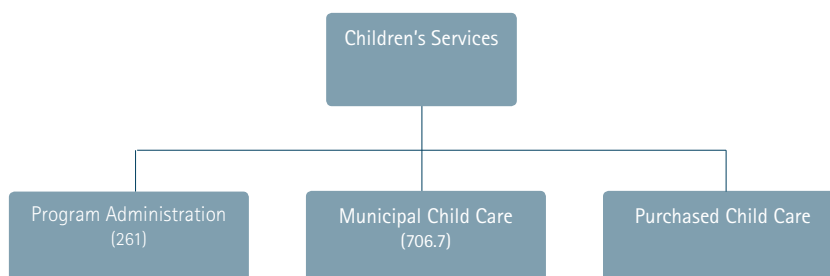 Children's Services
Program Administration
(261)
Municipal Child Care
(706.7)
Purchased Child Care